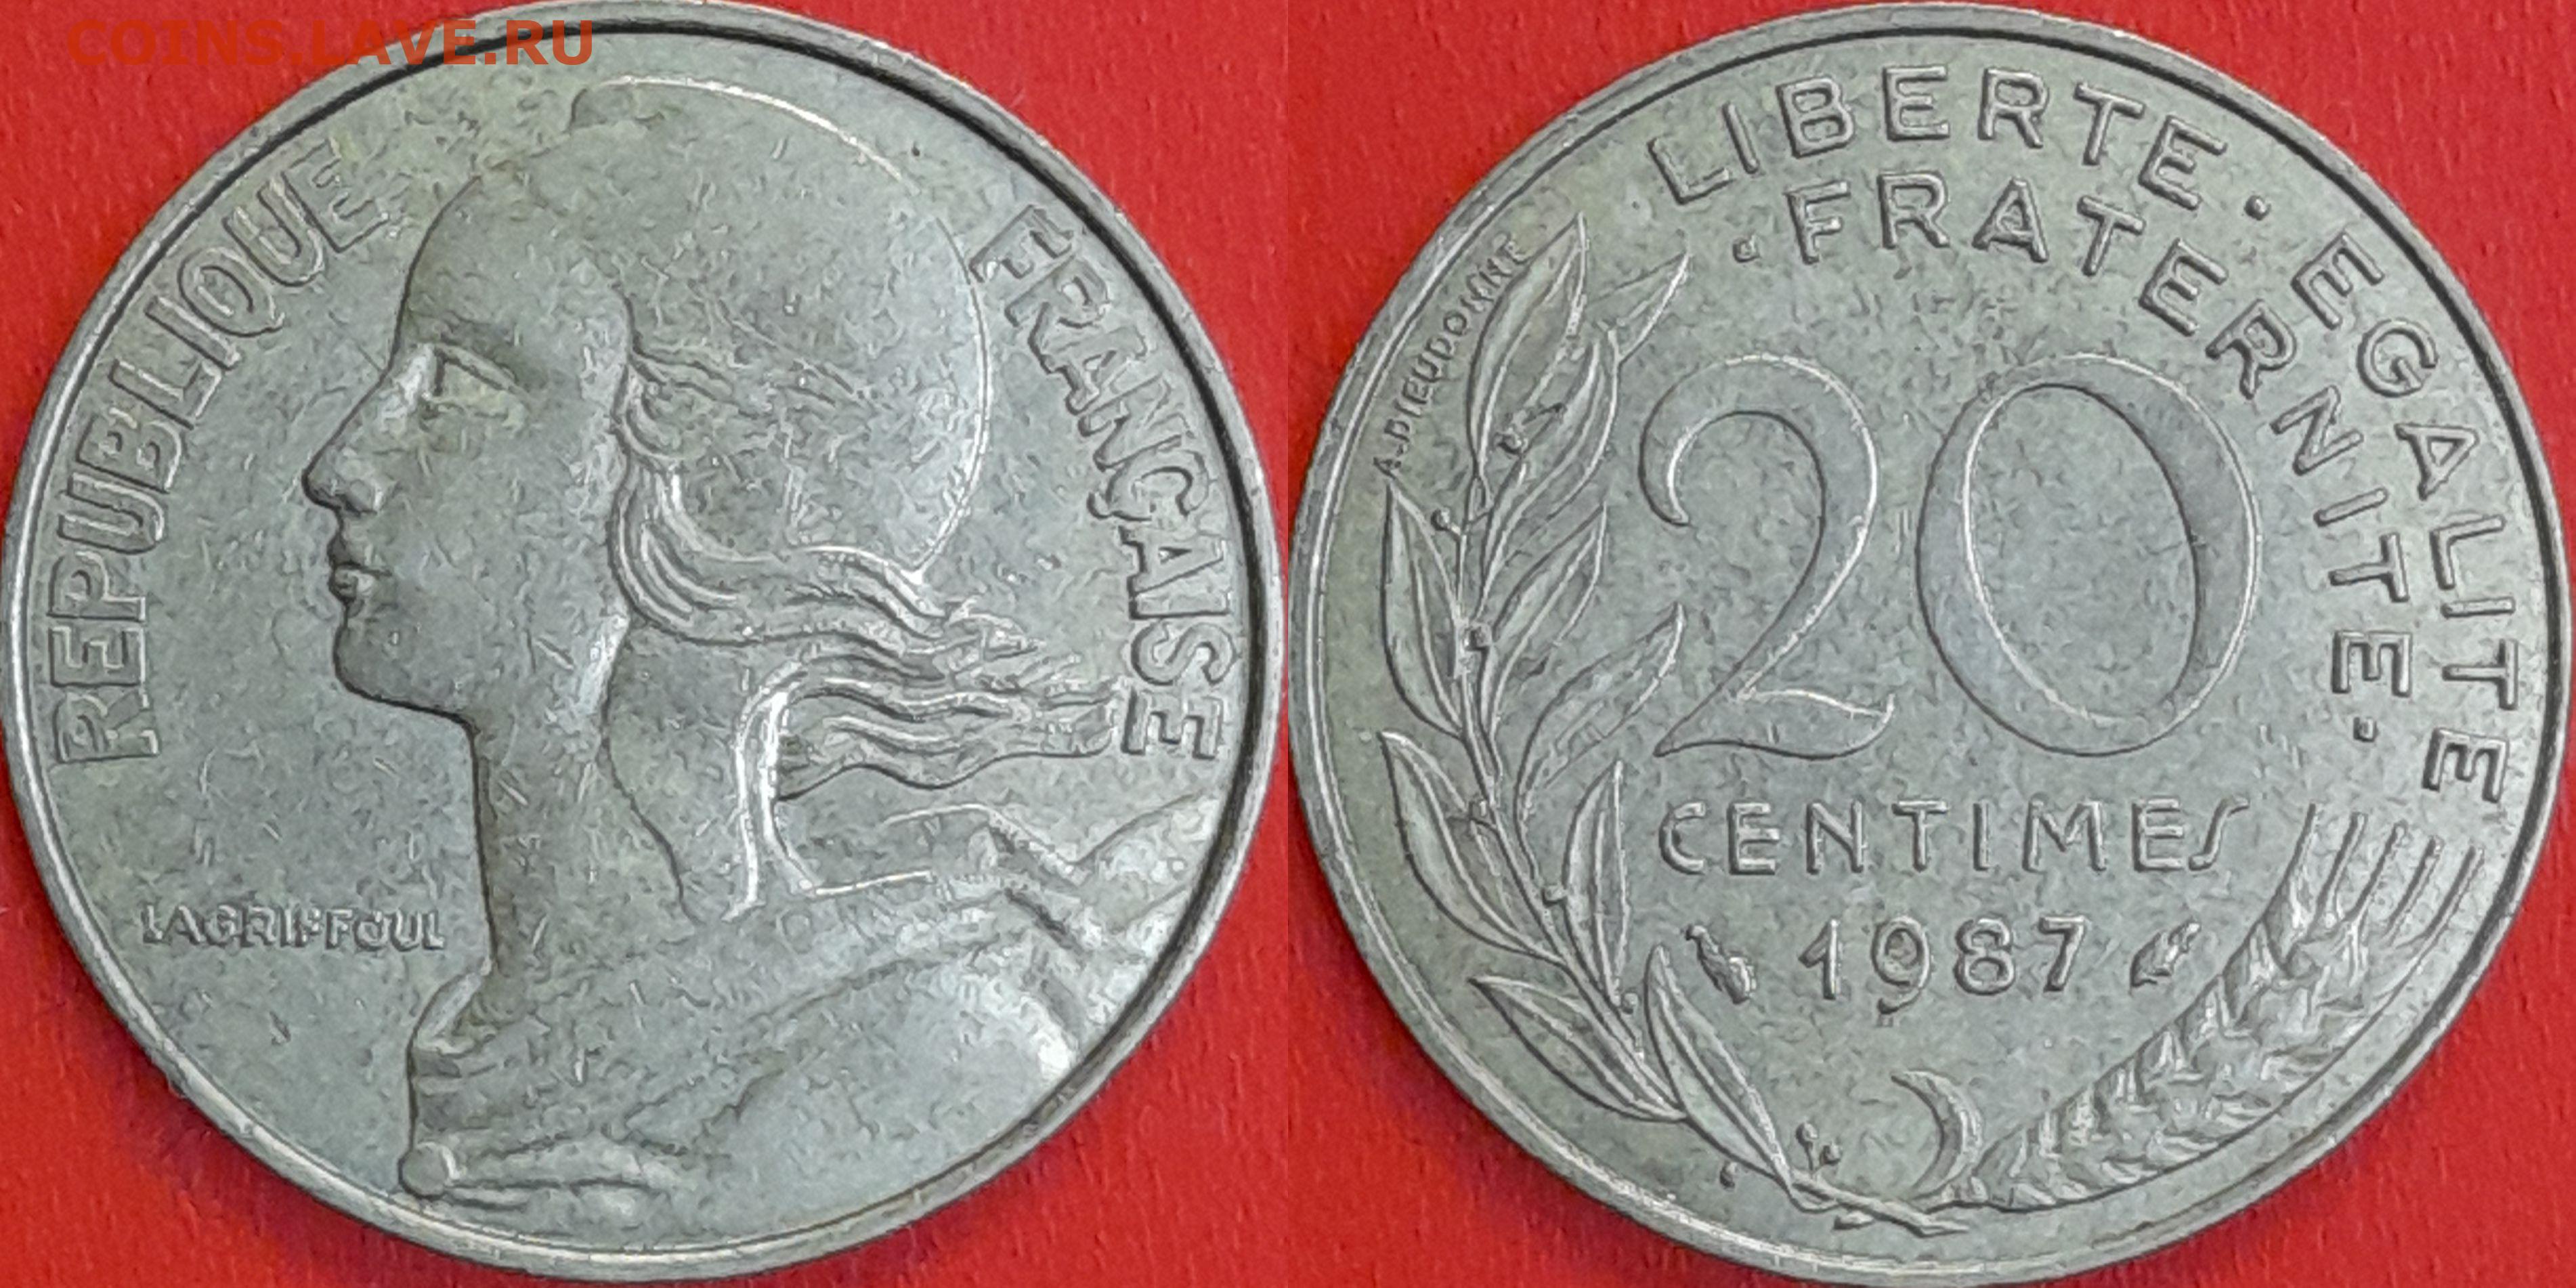 COINS.LAVE.RU
REPUBLIQUE FRANÇAISE
LAGRIFFOUL
LIBERTE · EGALITE
· FRATERNITE ·
A. DIEUDONNE
20
CENTIMES
1987